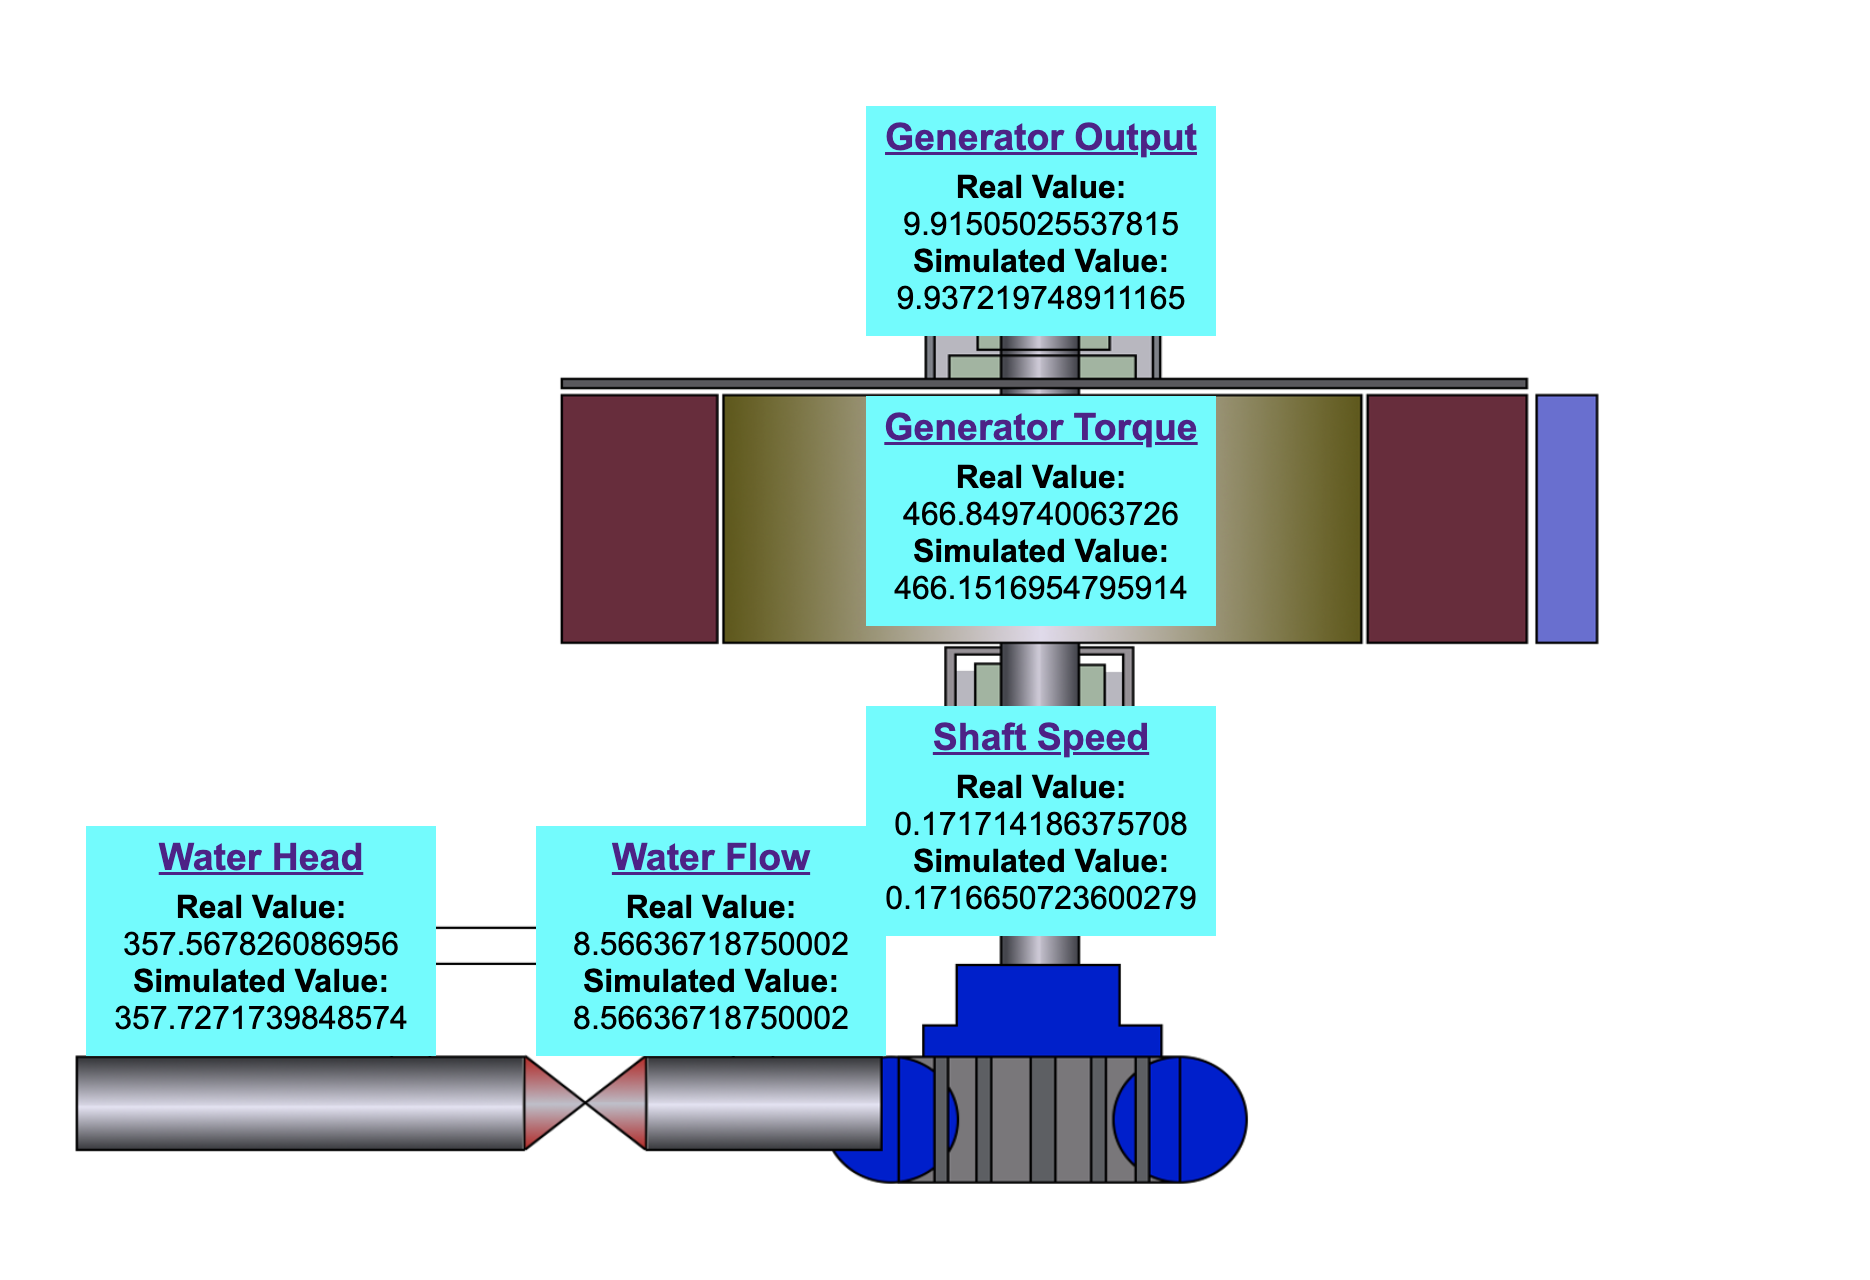 Generator Output
Real Value:
9.91505025537815
Simulated Value:
9.937219748911165
Generator Torque
Real Value:
466.849740063726
Simulated Value:
466.1516954795914
Shaft Speed
Real Value:
0.171714186375708
Simulated Value:
0.1716650723600279
Water Head
Real Value:
357.567826086956
Simulated Value:
357.7271739848574
Water Flow
Real Value:
8.56636718750002
Simulated Value:
8.56636718750002